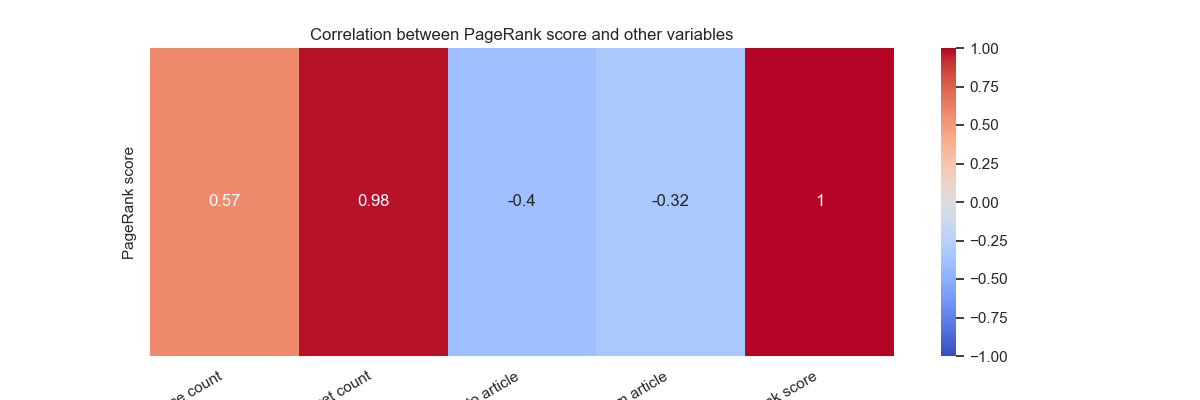 Correlation between PageRank score and other variables
PageRank score
0.57 0.98 -0.4 -0.32 1
1.00
0.75
0.50
0.25
0.00
−0.25
−0.50
−0.75
−1.00
count
count
article
article
score